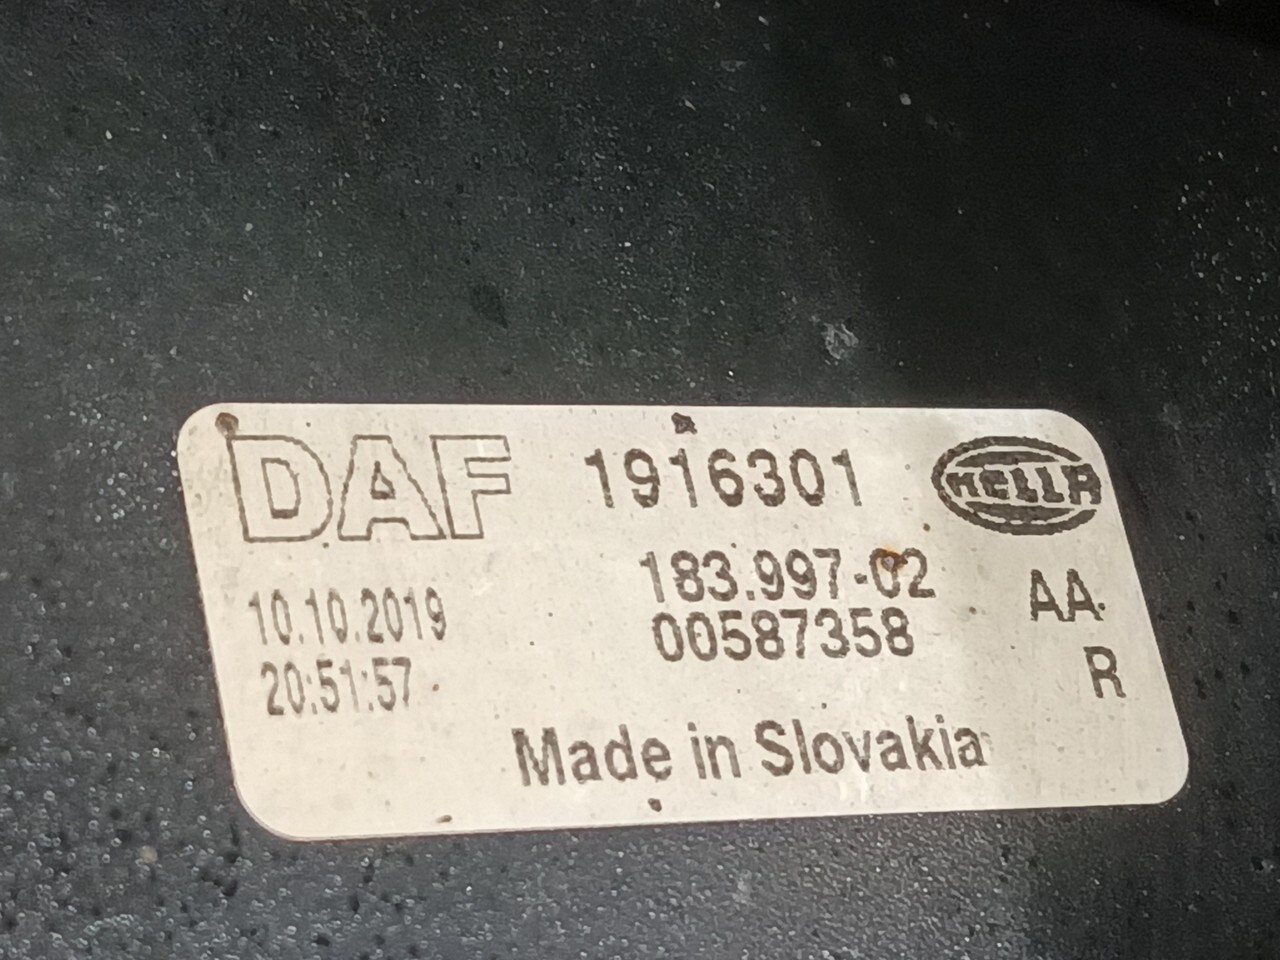 DAF 1916301 HELLA
183.997-02
10.10.2019 00587358 AA
20:51:57 R
Made in Slovakia